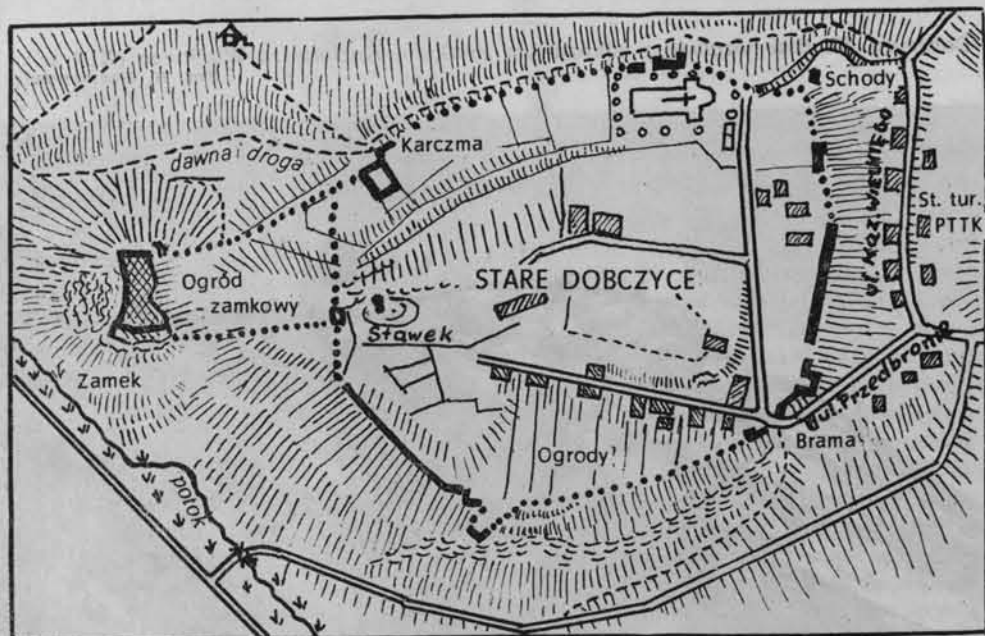 Schody
Karczma
dawna droga
ul. Kaz. WIELKIEGO
St. tur.
PTTK
Ogród
zamkowy
STARE DOBCZYCE
Stawek
Zamek
ul. Przedbronie
Brama
Ogrody
potok